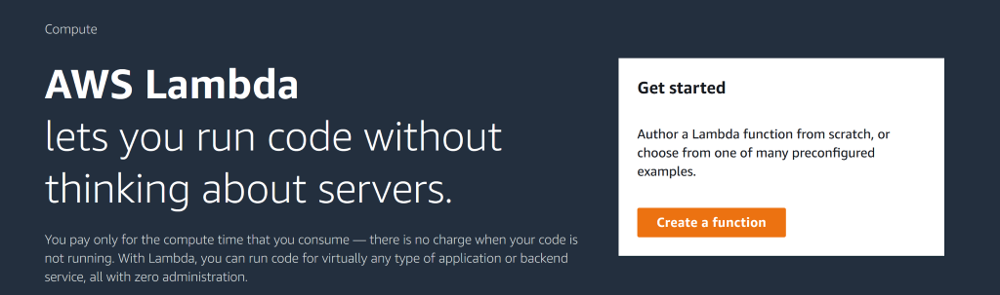 Compute
AWS Lambda
lets you run code without
thinking about servers.
You pay only for the compute time that you consume — there is no charge when your code is
not running. With Lambda, you can run code for virtually any type of application or backend
service, all with zero administration.
Get started
Author a Lambda function from scratch, or
choose from one of many preconfigured
examples.
Create a function